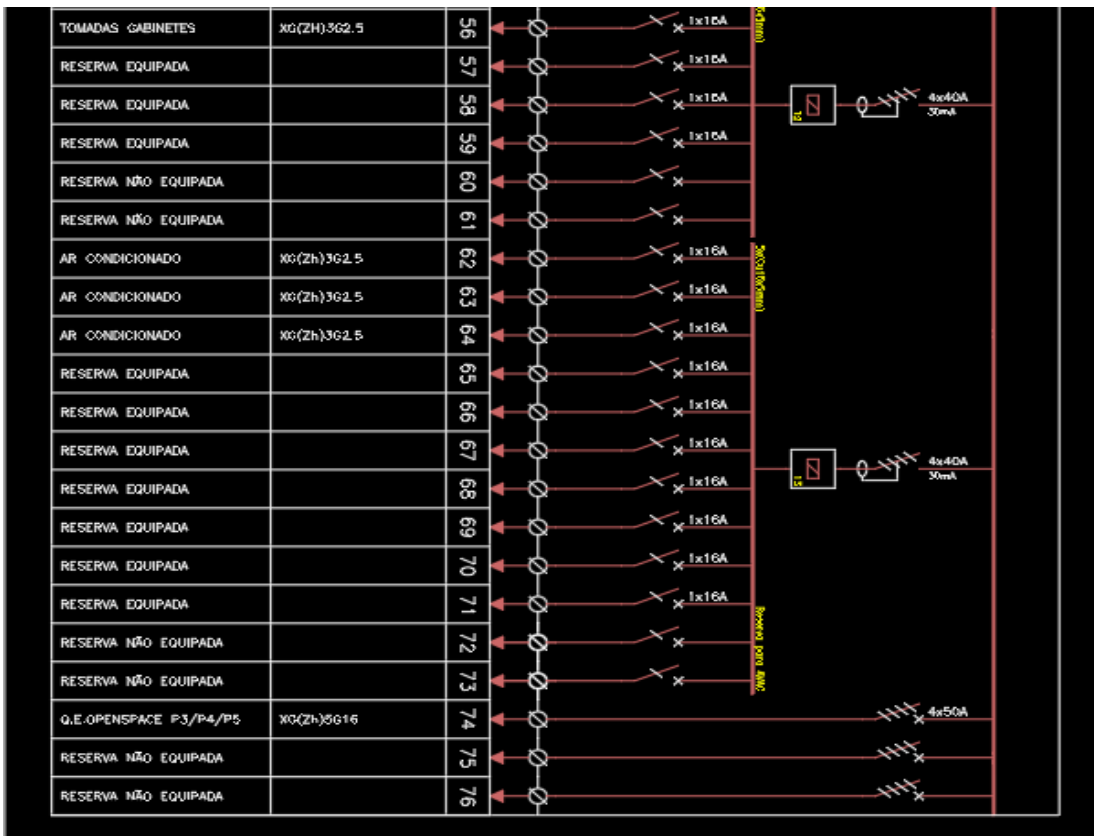 TOMADAS GABINETES XG(ZH)3G2.5 56 1x16A
RESERVA EQUIPADA 57 1x16A
RESERVA EQUIPADA 58 1x16A 4x40A
30mA
RESERVA EQUIPADA 59 1x16A
RESERVA NÃO EQUIPADA 60
RESERVA NÃO EQUIPADA 61
AR CONDICIONADO XG(Zh)3G2.5 62 1x16A
AR CONDICIONADO XG(Zh)3G2.5 63 1x16A
AR CONDICIONADO XG(Zh)3G2.5 64 1x16A
RESERVA EQUIPADA 65 1x16A
RESERVA EQUIPADA 66 1x16A
RESERVA EQUIPADA 67 1x16A 4x40A
30mA
RESERVA EQUIPADA 68 1x16A
RESERVA EQUIPADA 69 1x16A
RESERVA EQUIPADA 70 1x16A
RESERVA EQUIPADA 71 1x16A
Reserva para AVAC
RESERVA NÃO EQUIPADA 72
RESERVA NÃO EQUIPADA 73
Q.E.OPENSPACE P3/P4/P5 XG(Zh)5G16 74 4x50A
RESERVA NÃO EQUIPADA 75
RESERVA NÃO EQUIPADA 76